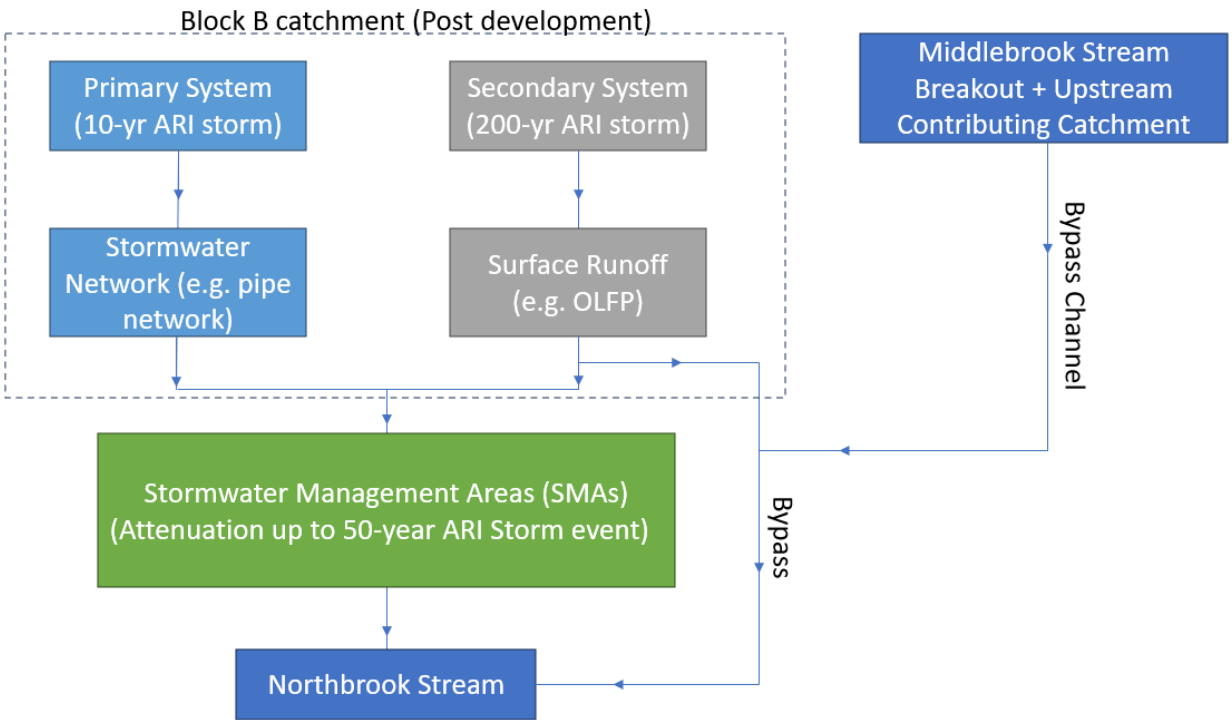 Block B catchment (Post development)
Primary System
(10-yr ARI storm)
Secondary System
(200-yr ARI storm)
Middlebrook Stream
Breakout + Upstream
Contributing Catchment
Stormwater
Network (e.g. pipe
network)
Surface Runoff
(e.g. OLFP)
Bypass Channel
Stormwater Management Areas (SMAs)
(Attenuation up to 50-year ARI Storm event)
Bypass
Northbrook Stream